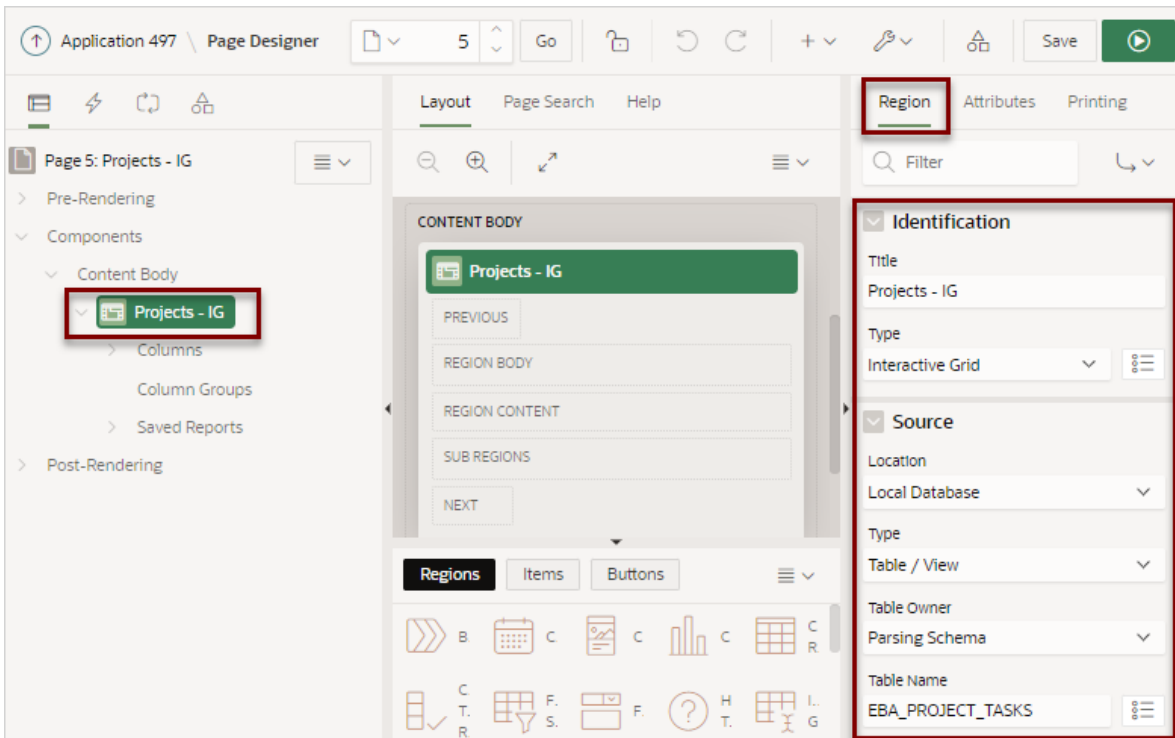 Application 497 \ Page Designer
5
Go
Save
Page 5: Projects - IG
Pre-Rendering
Components
Content Body
Projects - IG
Columns
Column Groups
Saved Reports
Post-Rendering
Layout
Page Search
Help
CONTENT BODY
Projects - IG
PREVIOUS
REGION BODY
REGION CONTENT
SUB REGIONS
NEXT
Regions
Items
Buttons
B
C
C
C
C
R
C
T.
R
F.
S.
F.
H
T.
I..
G
Region
Attributes
Printing
Filter
Identification
Title
Projects - IG
Type
Interactive Grid
Source
Location
Local Database
Type
Table / View
Table Owner
Parsing Schema
Table Name
EBA_PROJECT_TASKS